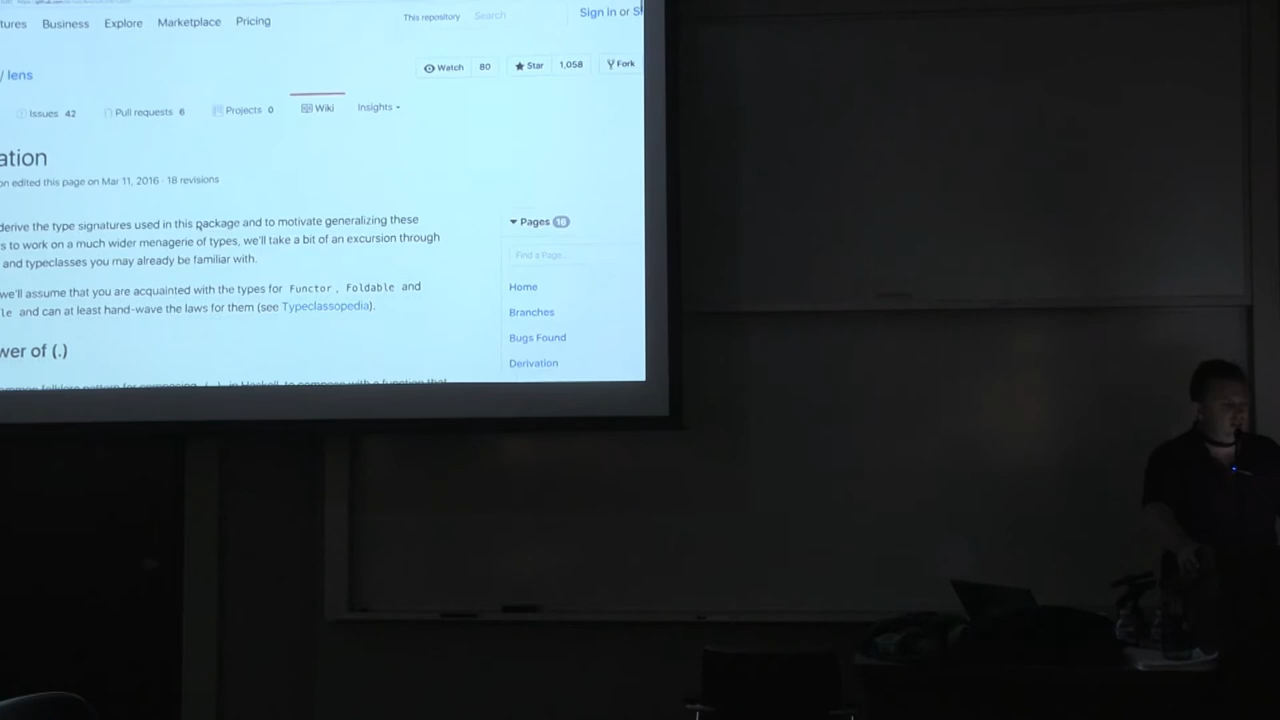 tures Business Explore Marketplace Pricing This repository Search Sign in or Si
/ lens Watch 80 Star 1,058 Fork
Issues 42 Pull requests 6 Projects 0 Wiki Insights
ation
on edited this page on Mar 11, 2016 · 18 revisions
derive the type signatures used in this package and to motivate generalizing these
s to work on a much wider menagerie of types, we'll take a bit of an excursion through
and typeclasses you may already be familiar with.
we'll assume that you are acquainted with the types for Functor, Foldable and
le and can at least hand-wave the laws for them (see Typeclassopedia).
wer of (.)
Pages 16
Find a Page...
Home
Branches
Bugs Found
Derivation